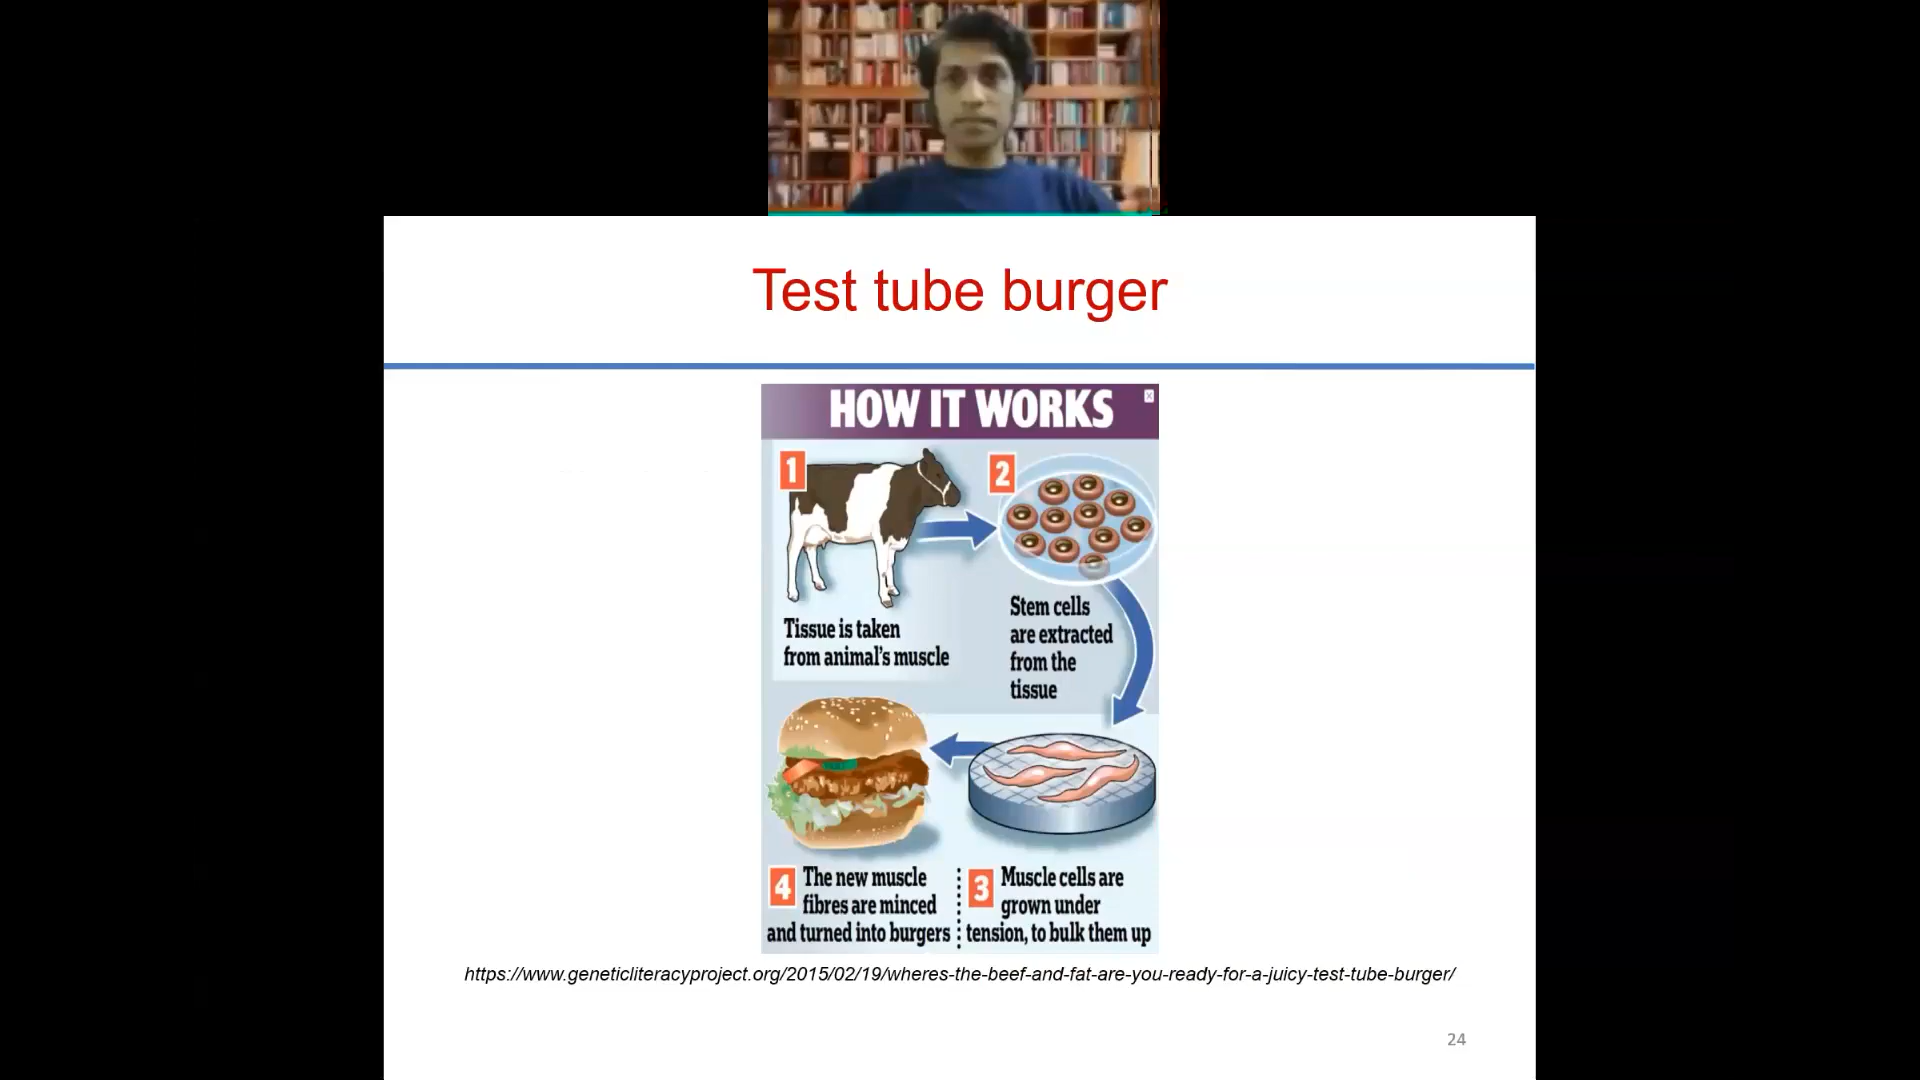 Test tube burger
HOW IT WORKS
1
Tissue is taken
from animal's muscle
2
Stem cells
are extracted
from the
tissue
3 Muscle cells are
grown under
tension, to bulk them up
4 The new muscle
fibres are minced
and turned into burgers
https://www.geneticliteracyproject.org/2015/02/19/wheres-the-beef-and-fat-are-you-ready-for-a-juicy-test-tube-burger/
24